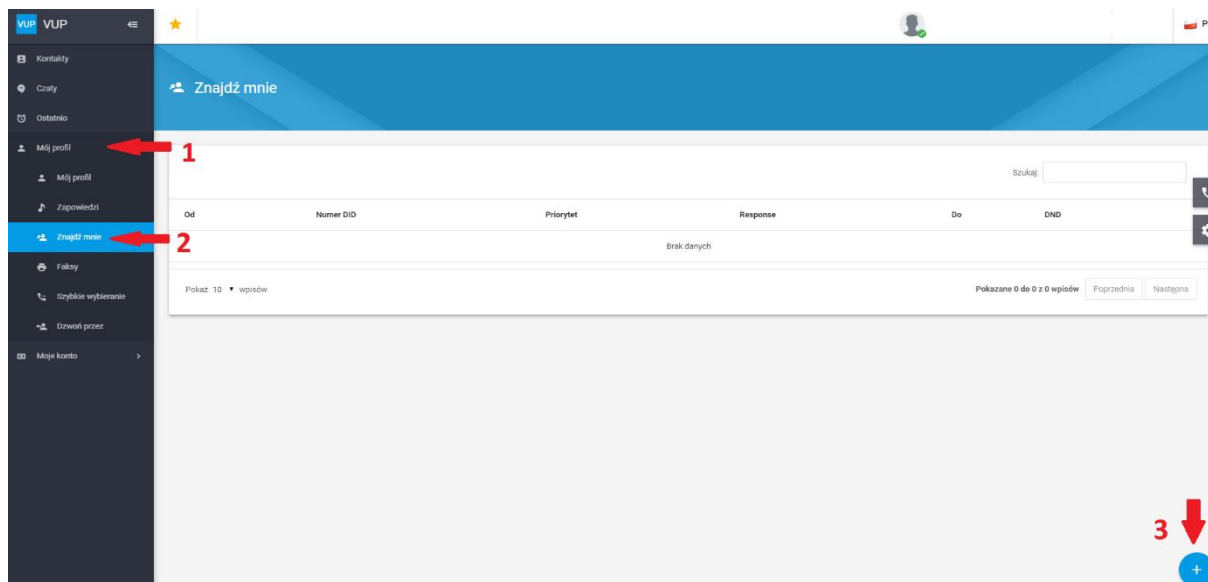 VUP VUP
P
Kontakty
Czaty
Ostatnio
Mój profil
1
Mój profil
Zapowiedzi
Znajdź mnie
2
Faksy
Szybkie wybieranie
Dzwoń przez
Moje konto
Znajdź mnie
Szukaj:
Od Numer DID Priorytet Response Do DND
Brak danych
Pokaż 10 wpisów
Pokazane 0 do 0 z 0 wpisów Poprzednia Następna
3
+